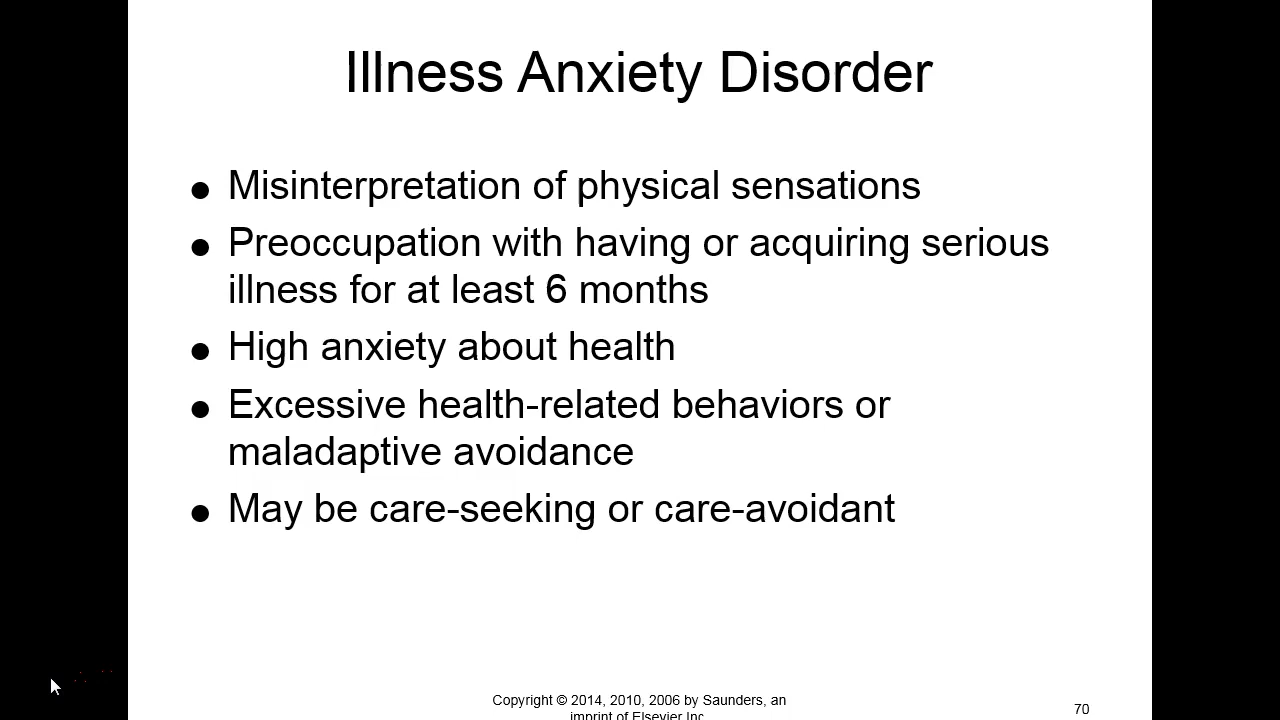 Illness Anxiety Disorder
● Misinterpretation of physical sensations
● Preoccupation with having or acquiring serious
illness for at least 6 months
● High anxiety about health
● Excessive health-related behaviors or
maladaptive avoidance
● May be care-seeking or care-avoidant
Copyright © 2014, 2010, 2006 by Saunders, an
imprint of Elsevier Inc
70